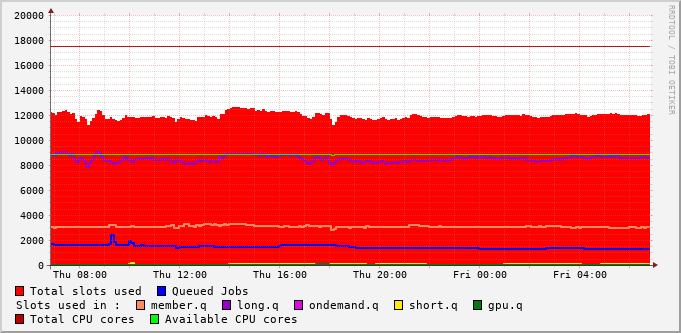 RRDTOOL / TOBI OETIKER
20000
18000
16000
14000
12000
10000
8000
6000
4000
2000
0
Thu 08:00 Thu 12:00 Thu 16:00 Thu 20:00 Fri 00:00 Fri 04:00
Total slots used Queued Jobs
Slots used in : member.q long.q ondemand.q short.q gpu.q
Total CPU cores Available CPU cores